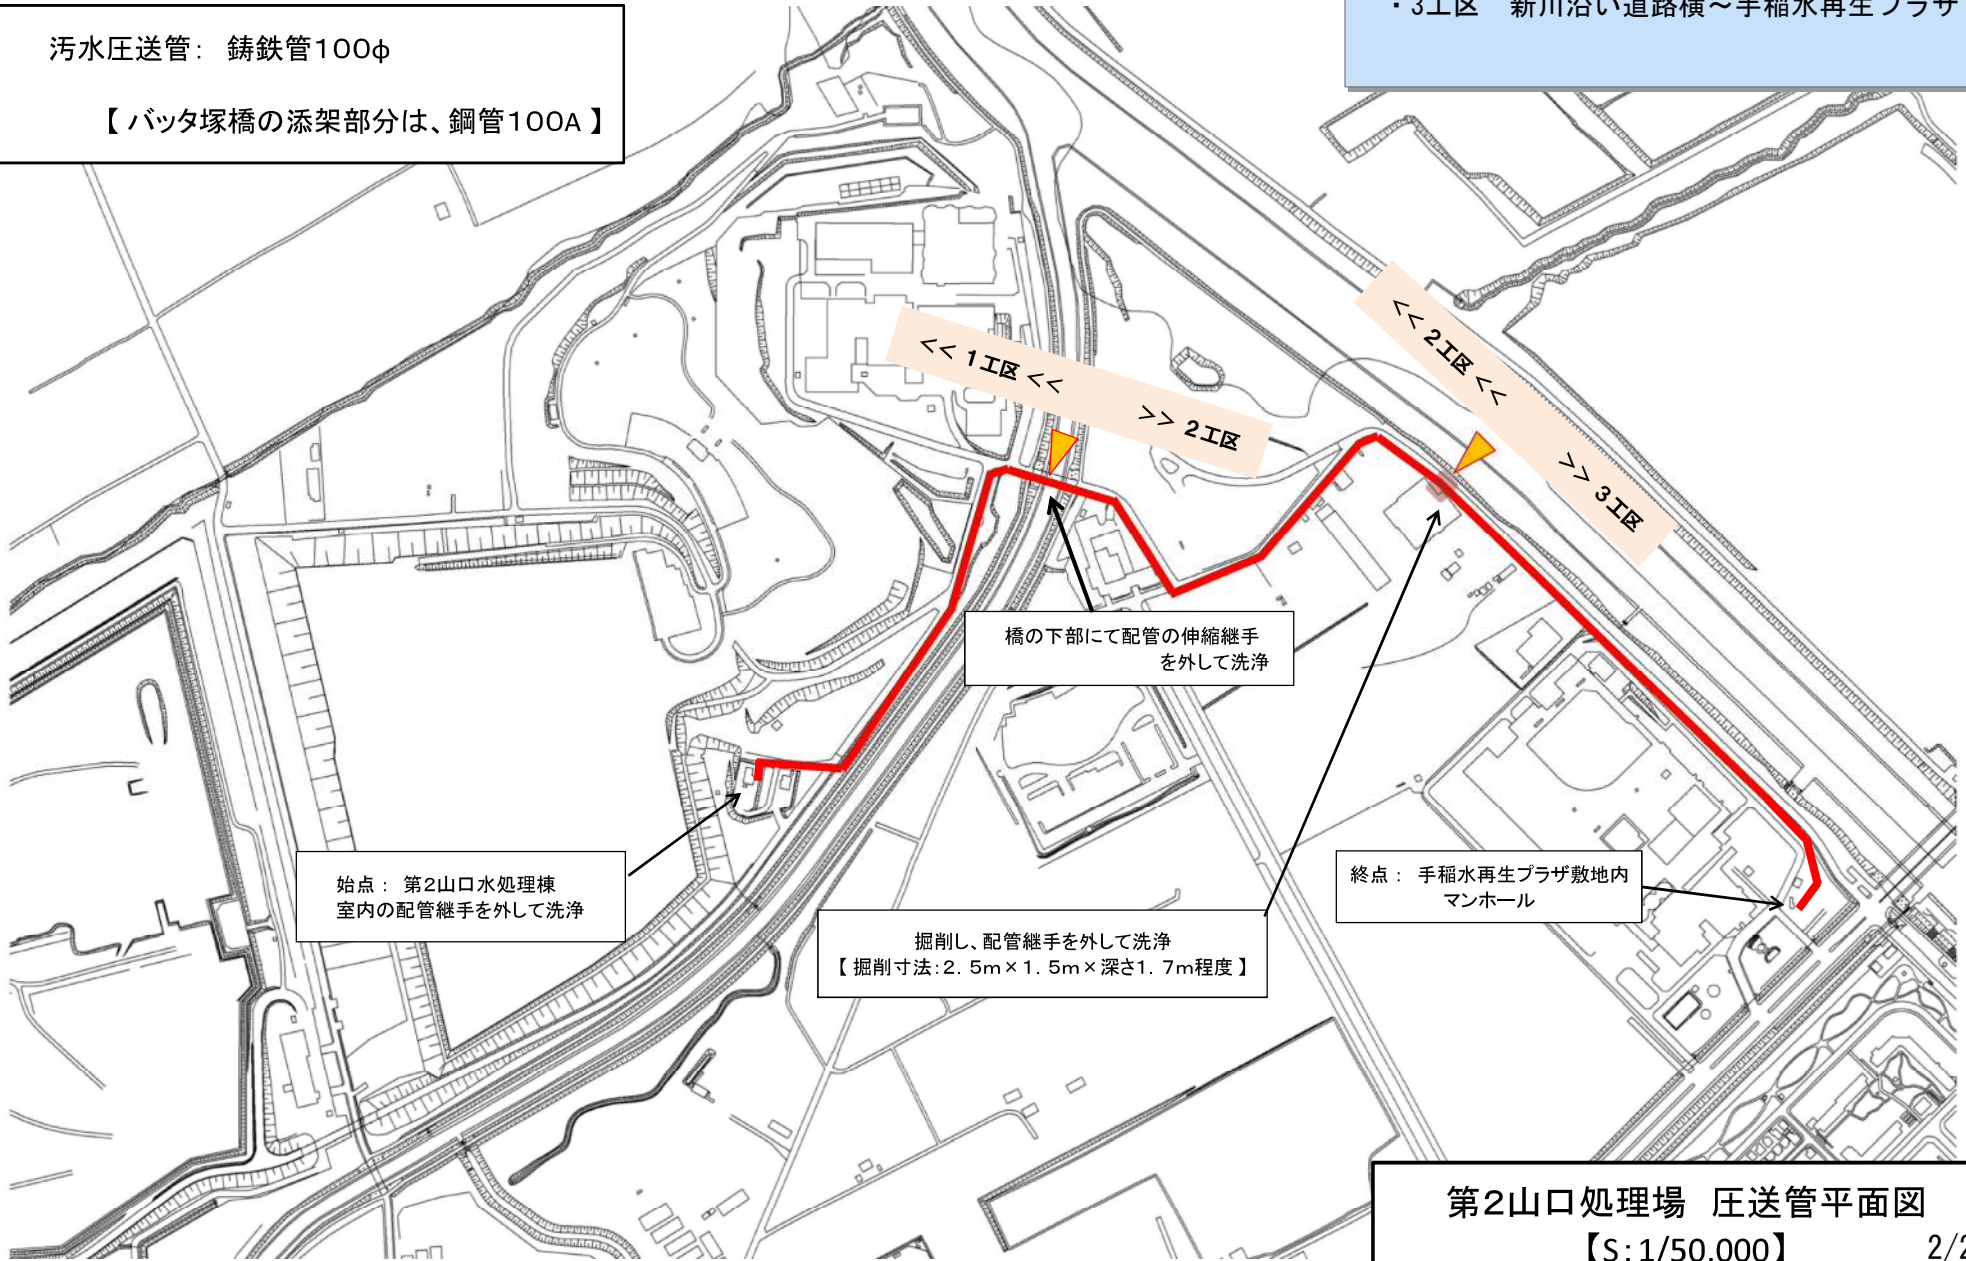 汚水圧送管： 鋳鉄管１００φ
【 バッタ塚橋の添架部分は、鋼管１００Ａ 】
・3工区　新川沿い道路横～手稲水再生プラザ
<< 1工区 <<
>> 2工区
<< 2工区 <<
>> 3工区
橋の下部にて配管の伸縮継手
を外して洗浄
始点： 第２山口水処理棟
室内の配管継手を外して洗浄
掘削し、配管継手を外して洗浄
【 掘削寸法：２．５ｍ×１．５ｍ×深さ１．７ｍ程度 】
終点： 手稲水再生プラザ敷地内
マンホール
第２山口処理場　圧送管平面図
【Ｓ：１／５０，０００】
2/2